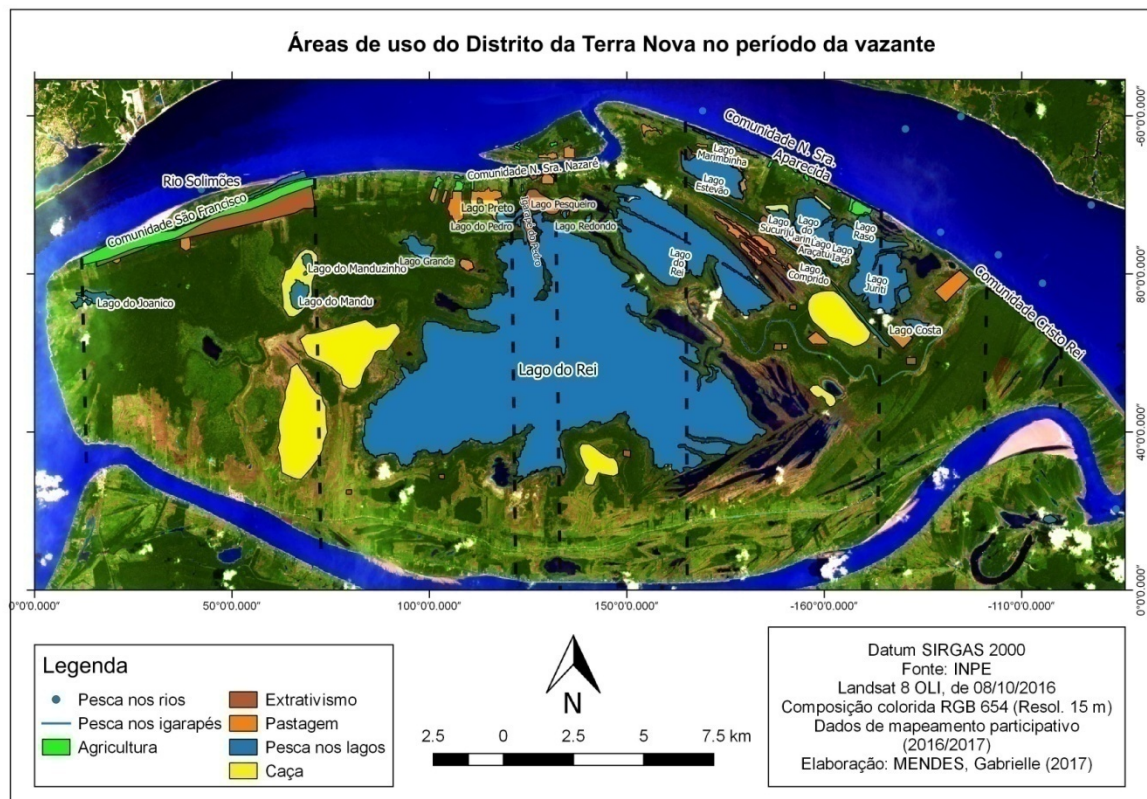 Áreas de uso do Distrito da Terra Nova no período da vazante
Comunidade N. Sra. Aparecida
Comunidade N. Sra. Nazaré
Rio Solimões
Comunidade São Francisco
Lago Marimbinha
Lago Estevão
Lago Preto
Lago Pesqueiro
Lago do Pedro
Igarapé do Pedro
Lago Redondo
Lago Sucurijú
Lago do
Lago Araçatu
Lago
Lago Raso
Lago Grande
Lago do Manduzinho
Lago do Mandu
Lago do Joanico
Lago do Rei
Lago Comprido
Lago Juriti
Lago Costa
Comunidade Cristo Rei
Lago do Rei
-60°0'0.000"
80°0'0.000"
40°0'0.000"
0°0'0.000"
0°0'0.000"
50°0'0.000"
100°0'0.000"
150°0'0.000"
-160°0'0.000"
-110°0'0.000"
Legenda
Pesca nos rios
Pesca nos igarapés
Agricultura
Extrativismo
Pastagem
Pesca nos lagos
Caça
N
2.5 0 2.5 5 7.5 km
Datum SIRGAS 2000
Fonte: INPE
Landsat 8 OLI, de 08/10/2016
Composição colorida RGB 654 (Resol. 15 m)
Dados de mapeamento participativo
(2016/2017)
Elaboração: MENDES, Gabrielle (2017)